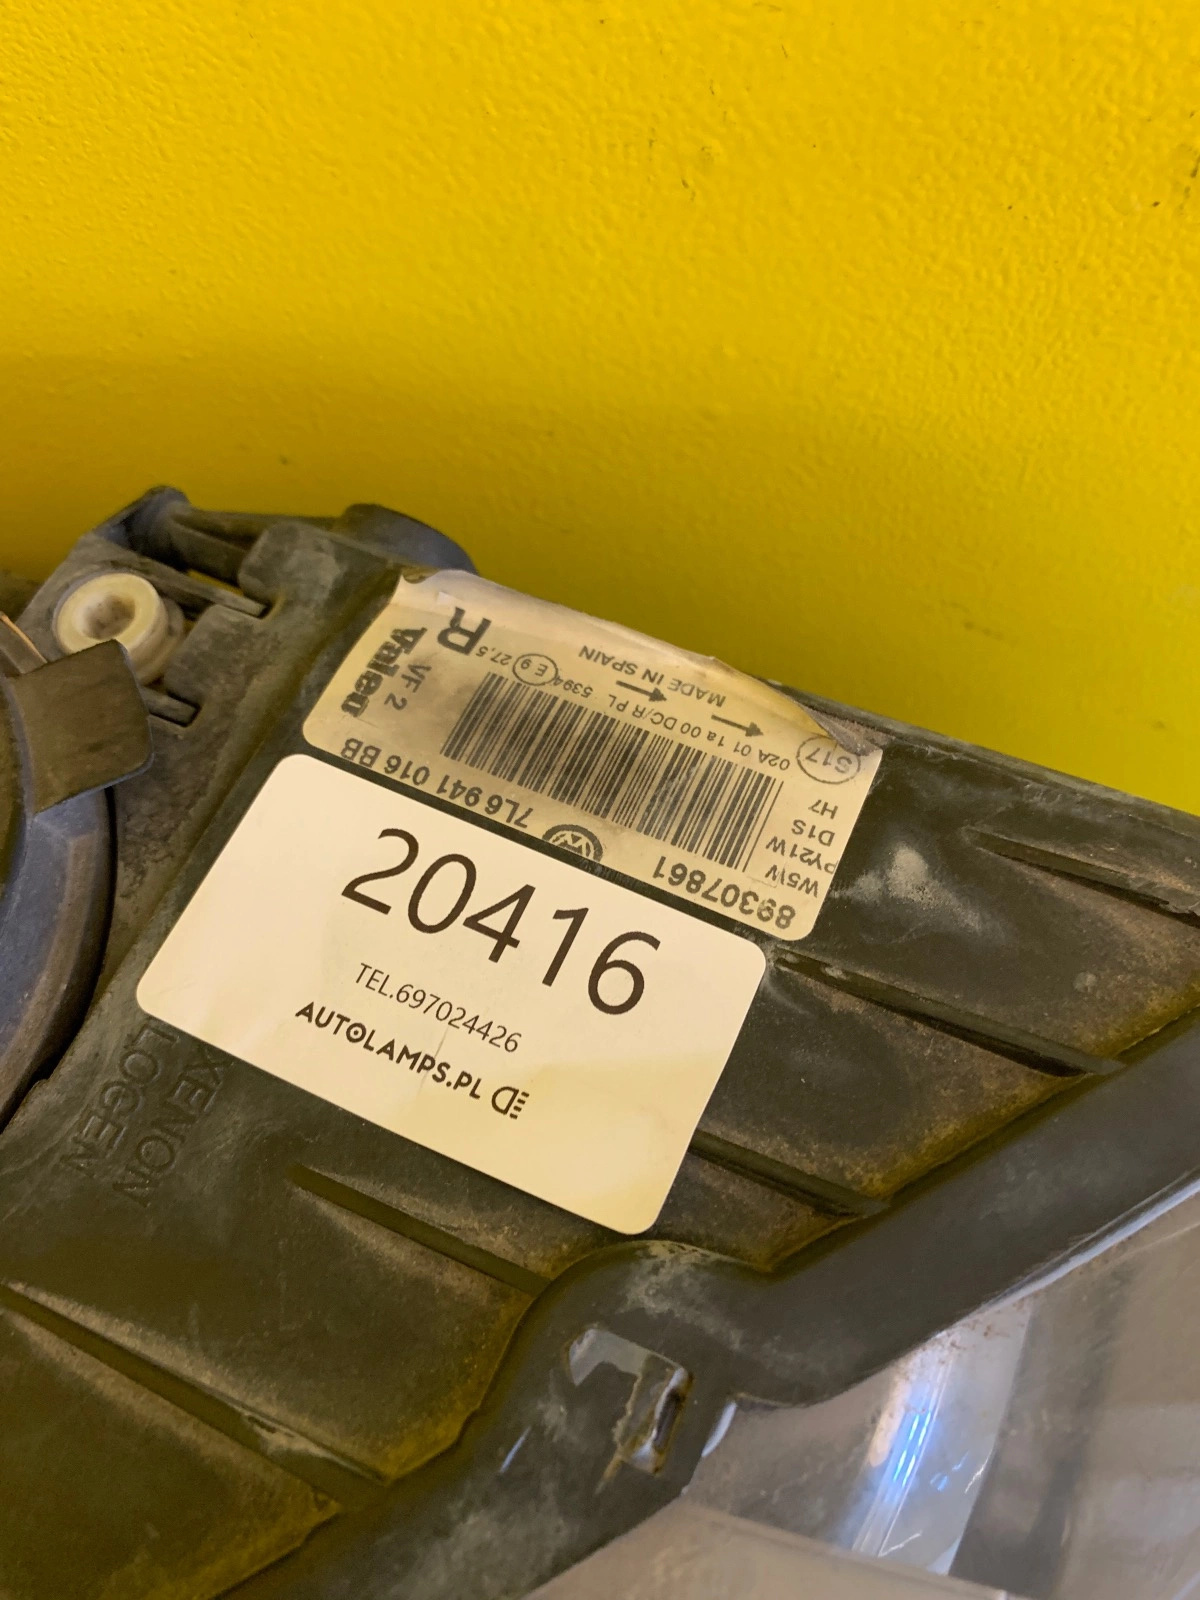 R
MADE IN SPAIN
Valeo
VF 2
02A 01 1a 00 DC/R PL 5394 E 9 27,5
S17
7L6 941 016 BB
H7
D1S
PY21W
W5W
89307861
20416
TEL.697024426
AUTOLAMPS.PL
XENON
LOGEN